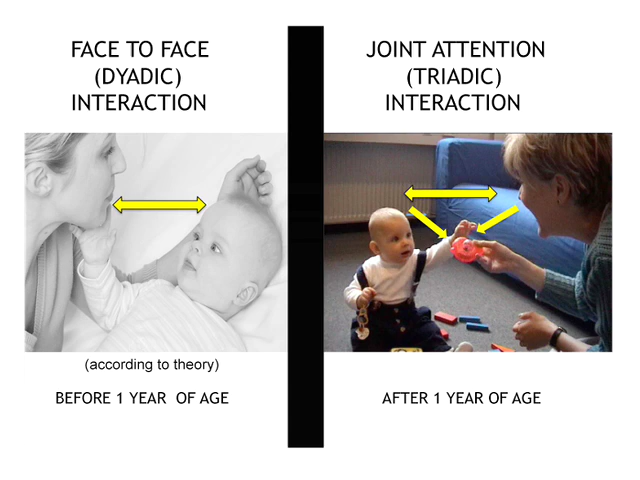 FACE TO FACE
(DYADIC)
INTERACTION
(according to theory)
BEFORE 1 YEAR OF AGE
JOINT ATTENTION
(TRIADIC)
INTERACTION
AFTER 1 YEAR OF AGE